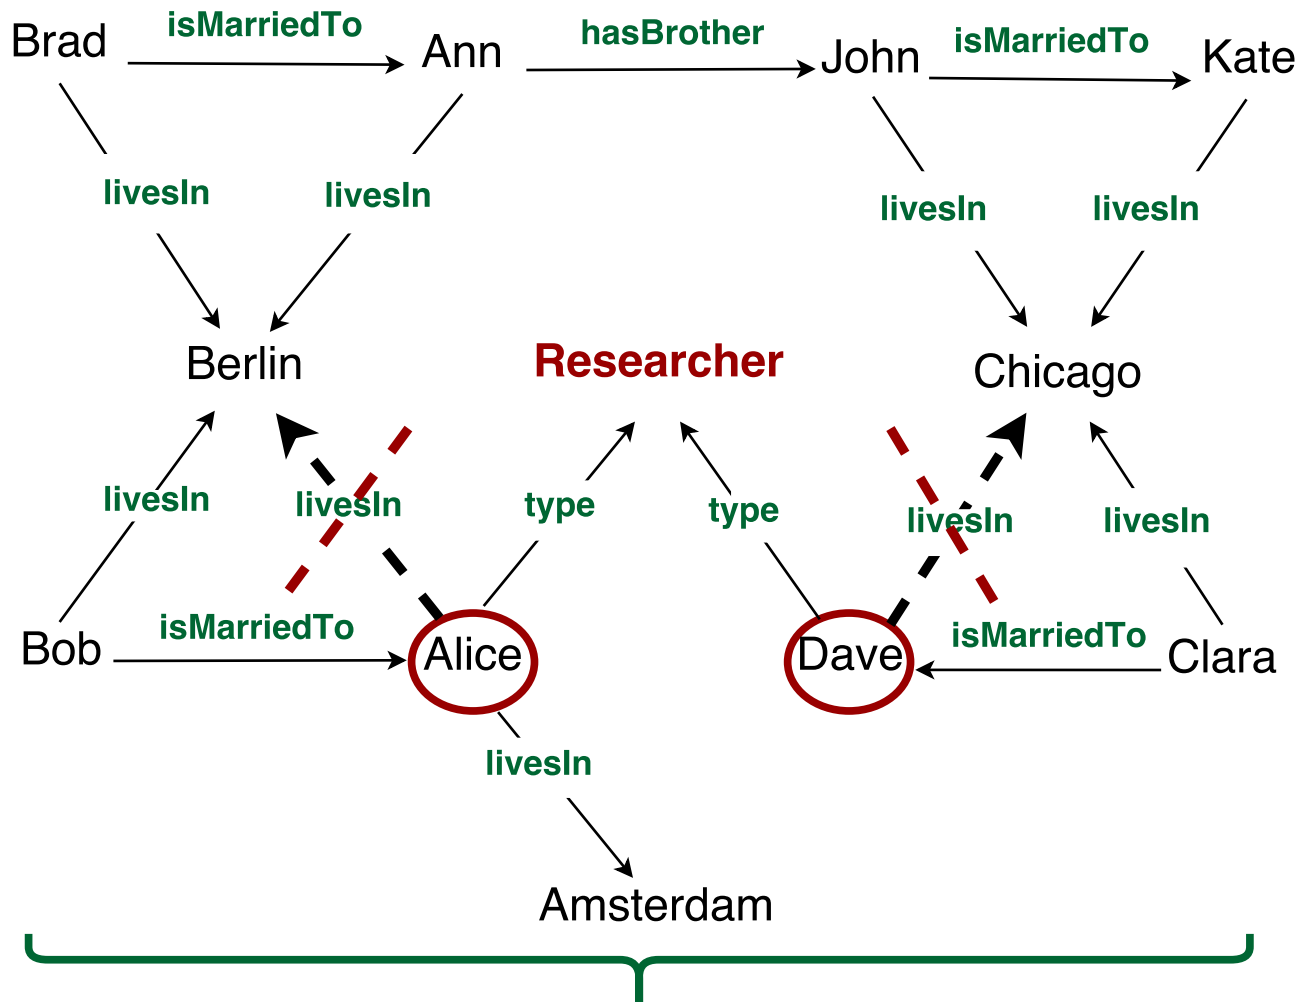 Brad isMarriedTo Ann hasBrother John isMarriedTo Kate
livesIn livesIn livesIn livesIn
Berlin Researcher Chicago
livesIn livesIn type type livesIn livesIn
Bob isMarriedTo Alice Dave isMarriedTo Clara
livesIn
Amsterdam